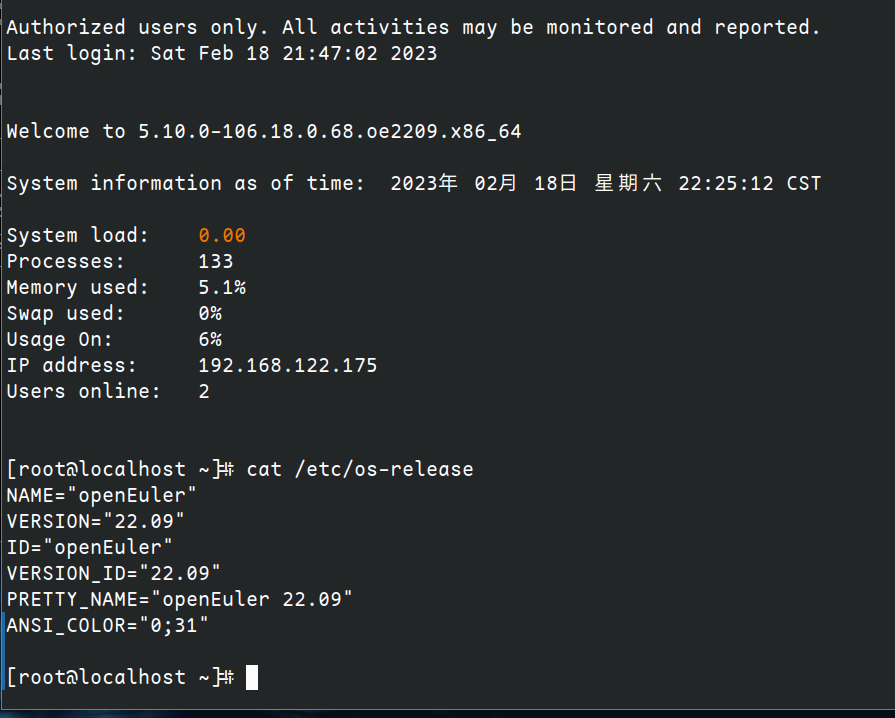 Authorized users only. All activities may be monitored and reported.
Last login: Sat Feb 18 21:47:02 2023
Welcome to 5.10.0-106.18.0.68.oe2209.x86_64
System information as of time:  2023年 02月 18日 星期六 22:25:12 CST
System load:    0.00
Processes:      133
Memory used:    5.1%
Swap used:      0%
Usage On:       6%
IP address:     192.168.122.175
Users online:   2
[root@localhost ~]# cat /etc/os-release
NAME="openEuler"
VERSION="22.09"
ID="openEuler"
VERSION_ID="22.09"
PRETTY_NAME="openEuler 22.09"
ANSI_COLOR="0;31"
[root@localhost ~]#